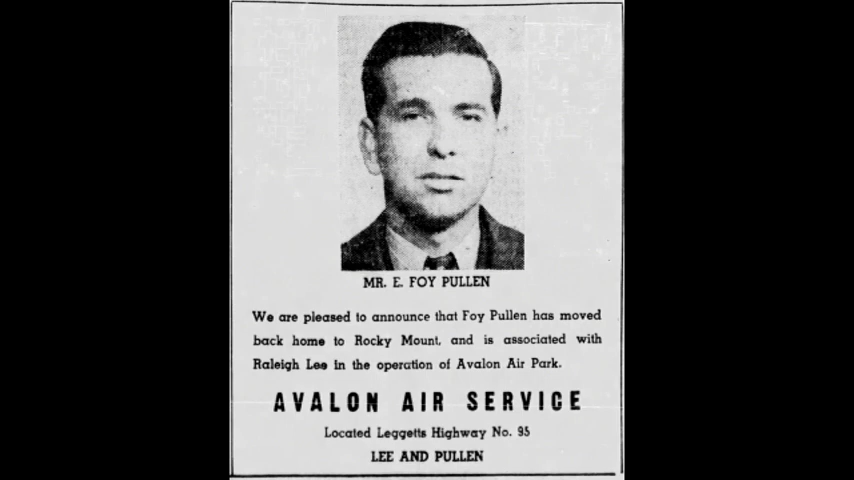 MR. E. FOY PULLEN
We are pleased to announce that Foy Pullen has moved
back home to Rocky Mount, and is associated with
Raleigh Lee in the operation of Avalon Air Park.
AVALON AIR SERVICE
Located Leggetts Highway No. 95
LEE AND PULLEN